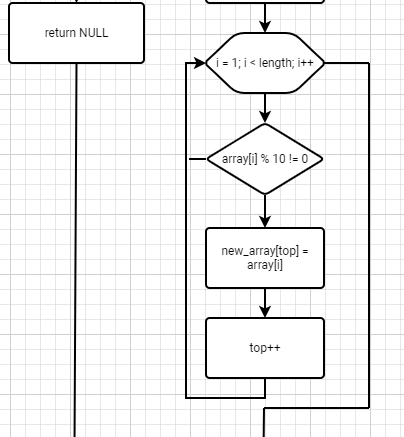 return NULL
i = 1; i < length; i++
array[i] % 10 != 0
new_array[top] =
array[i]
top++